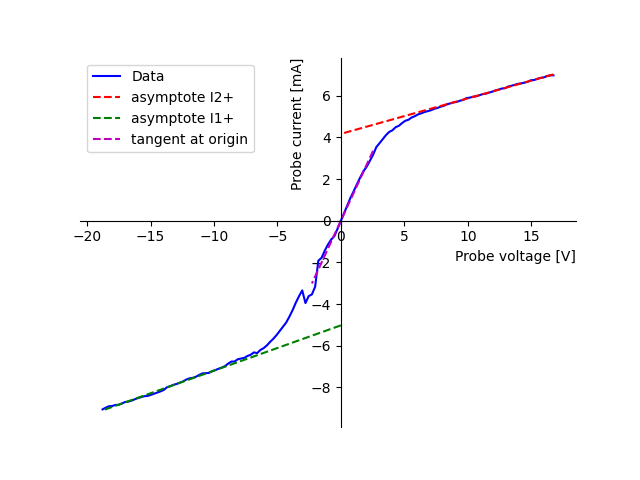 Data
asymptote I2+
asymptote I1+
tangent at origin
Probe current [mA]
6
4
2
0
−20
−15
−10
−5
0
5
10
15
Probe voltage [V]
−2
−4
−6
−8